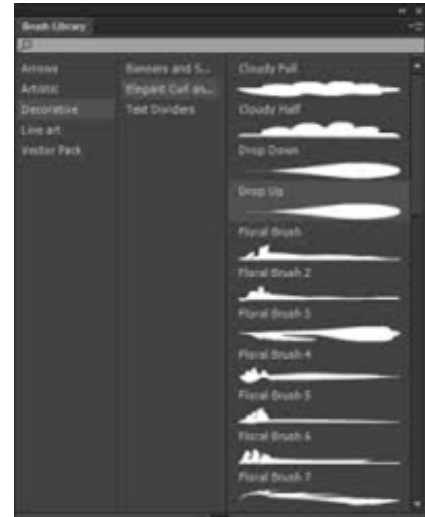 Brush Library
Arrows
Artistic
Decorative
Line art
Vector Pack
Banners and S...
Elegant Curl an...
Text Dividers
Cloudy Full
Cloudy Half
Drop Down
Drop Up
Floral Brush
Floral Brush 2
Floral Brush 3
Floral Brush 4
Floral Brush 5
Floral Brush 6
Floral Brush 7